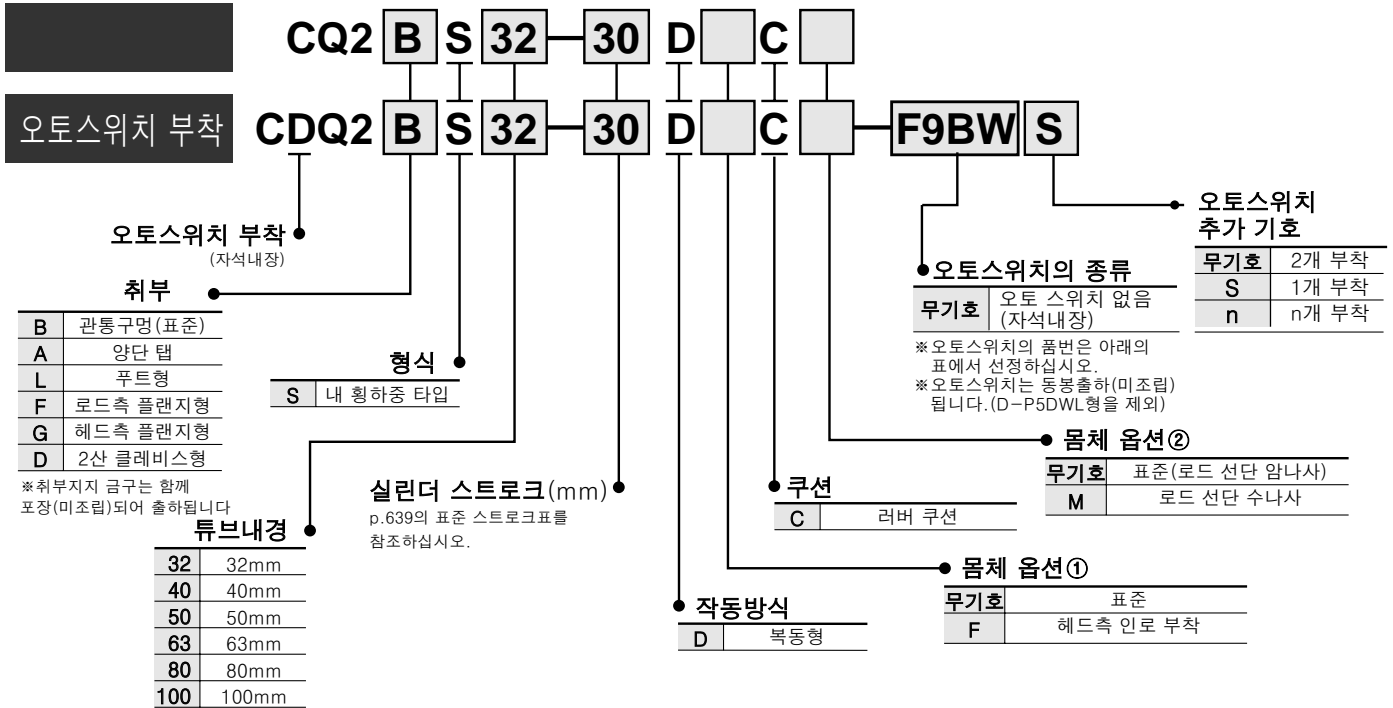 CQ2 B S 32-30 D C
오토스위치 부착 CDQ2 B S 32-30 D C -F9BW S
오토스위치 부착
(자석내장)
취부
B 관통구멍(표준)
A 양단 탭
L 푸트형
F 로드측 플랜지형
G 헤드측 플랜지형
D 2산 클레비스형
※취부지지 금구는 함께
포장(미조립)되어 출하됩니다
형식
S 내 횡하중 타입
튜브내경
32 32mm
40 40mm
50 50mm
63 63mm
80 80mm
100 100mm
실린더 스트로크(mm)
p.639의 표준 스트로크표를
참조하십시오.
작동방식
D 복동형
쿠션
C 러버 쿠션
몸체 옵션①
무기호 표준
F 헤드측 인로 부착
몸체 옵션②
무기호 표준(로드 선단 암나사)
M 로드 선단 수나사
오토스위치의 종류
무기호 오토 스위치 없음
(자석내장)
※오토스위치의 품번은 아래의
표에서 선정하십시오.
※오토스위치는 동봉출하(미조립)
됩니다.(D-P5DWL형을 제외)
오토스위치
추가 기호
무기호 2개 부착
S 1개 부착
n n개 부착